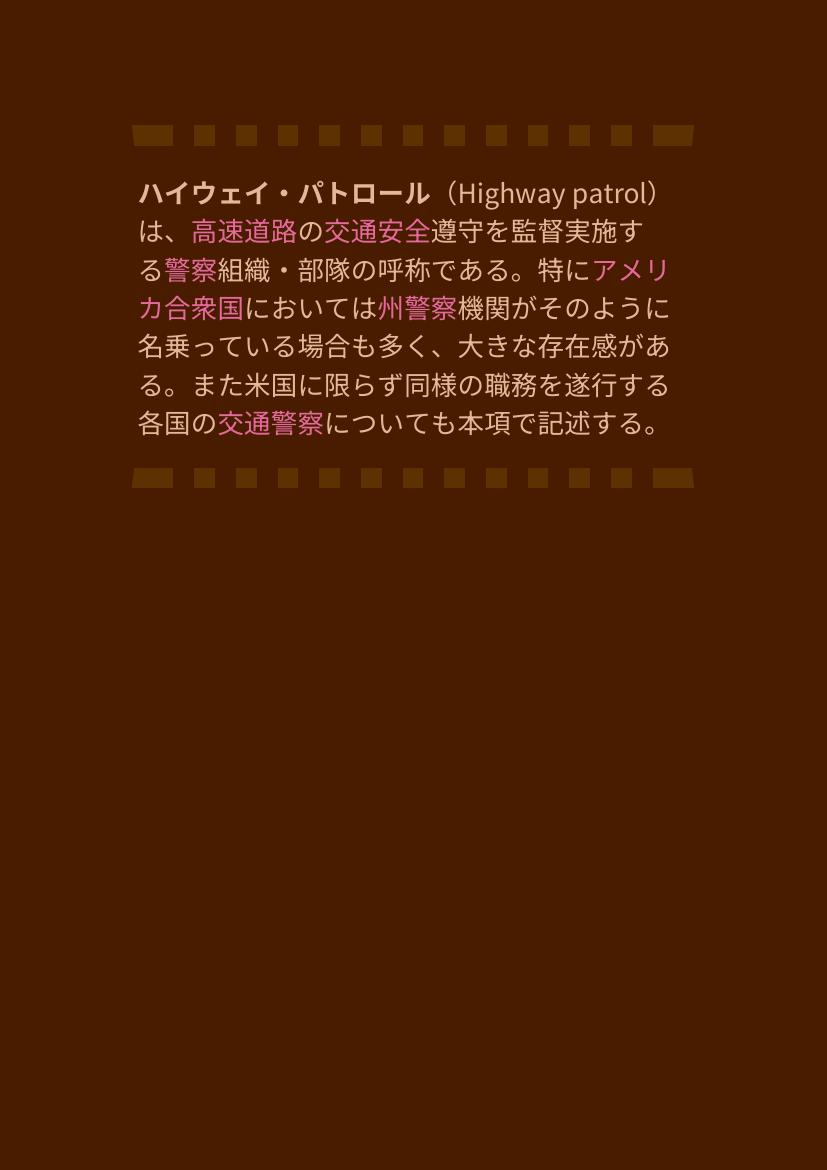 ハイウェイ・パトロール（Highway patrol）
は、高速道路の交通安全遵守を監督実施す
る警察組織・部隊の呼称である。特にアメリ
カ合衆国においては州警察機関がそのように
名乗っている場合も多く、大きな存在感があ
る。また米国に限らず同様の職務を遂行する
各国の交通警察についても本項で記述する。